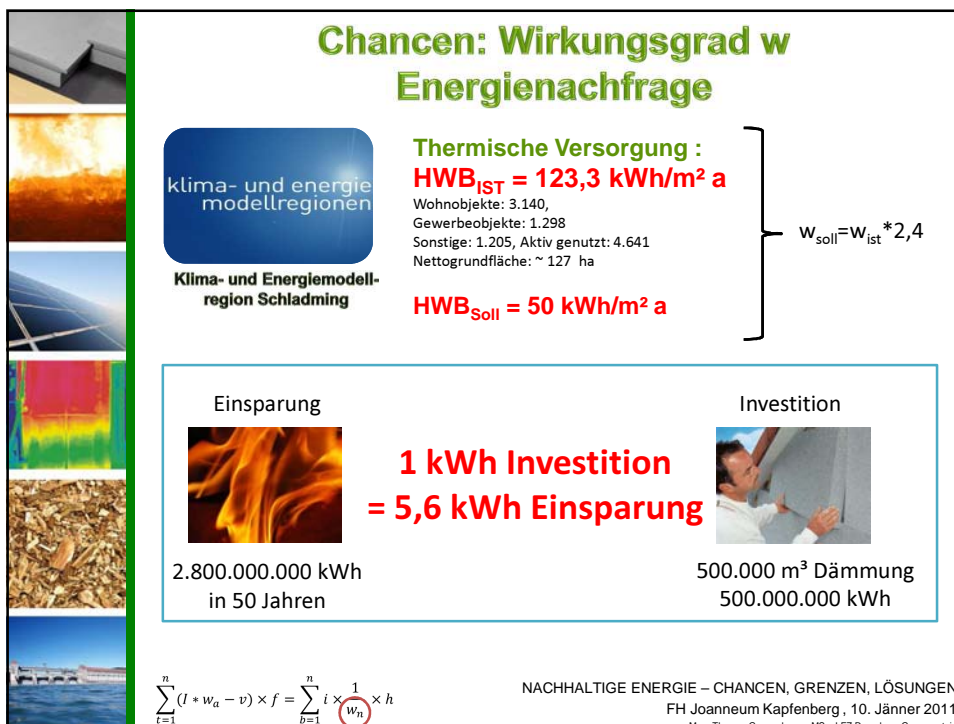 Chancen: Wirkungsgrad w
Energienachfrage
klima- und energie
modellregionen
Klima- und Energiemodell-
region Schladming
Thermische Versorgung :
HWB_IST = 123,3 kWh/m² a
Wohnobjekte: 3.140,
Gewerbeobjekte: 1.298
Sonstige: 1.205, Aktiv genutzt: 4.641
Nettogrundfläche: ~ 127 ha
HWB_Soll = 50 kWh/m² a
w_soll=w_ist*2,4
Einsparung
2.800.000.000 kWh
in 50 Jahren
1 kWh Investition
= 5,6 kWh Einsparung
Investition
500.000 m³ Dämmung
500.000.000 kWh
\sum_{t=1}^{n}(I * w_a − v) × f = \sum_{b=1}^{n} i × \frac{1}{w_n} × h
NACHHALTIGE ENERGIE – CHANCEN, GRENZEN, LÖSUNGEN
FH Joanneum Kapfenberg , 10. Jänner 2011